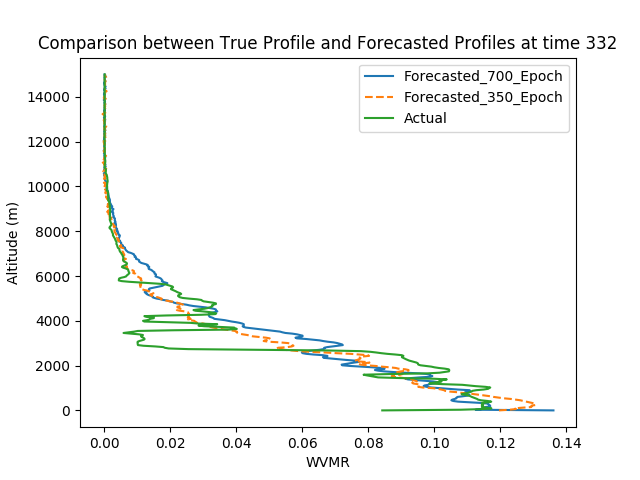 Comparison between True Profile and Forecasted Profiles at time 332
Forecasted_700_Epoch
Forecasted_350_Epoch
Actual
Altitude (m)
14000
12000
10000
8000
6000
4000
2000
0
0.00 0.02 0.04 0.06 0.08 0.10 0.12 0.14
WVMR